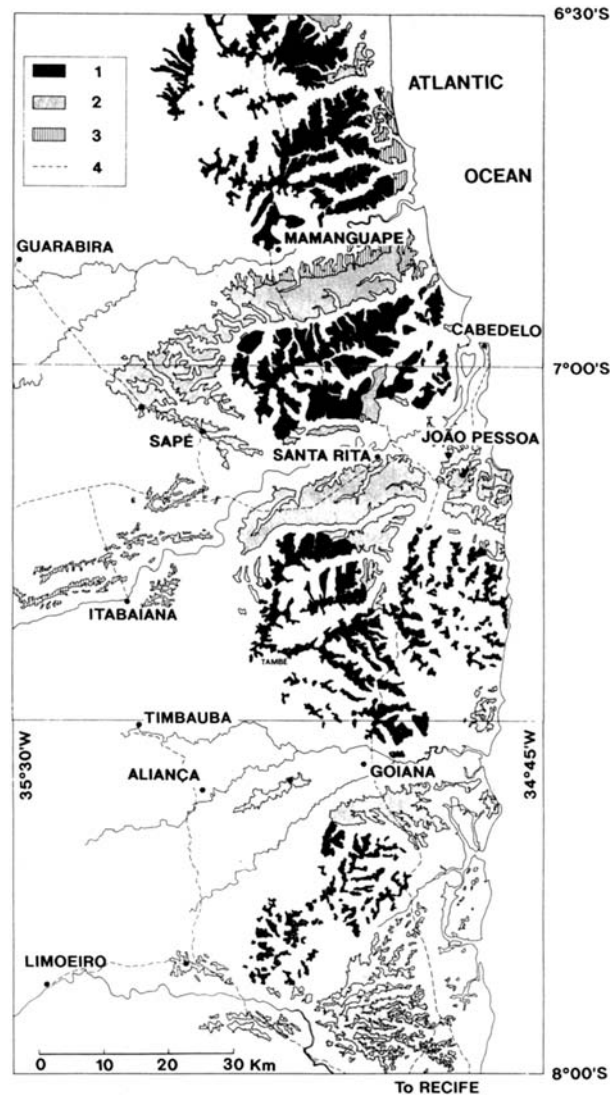 6°30'S
1
2
3
4
ATLANTIC
OCEAN
MAMANGUAPE
GUARABIRA
CABEDELO
7°00'S
SAPÉ
JOÃO PESSOA
SANTA RITA
ITABAIANA
TAMBE
TIMBAUBA
35°30'W
34°45'W
ALIANÇA
GOIANA
LIMOEIRO
0 10 20 30 Km
8°00'S
To RECIFE